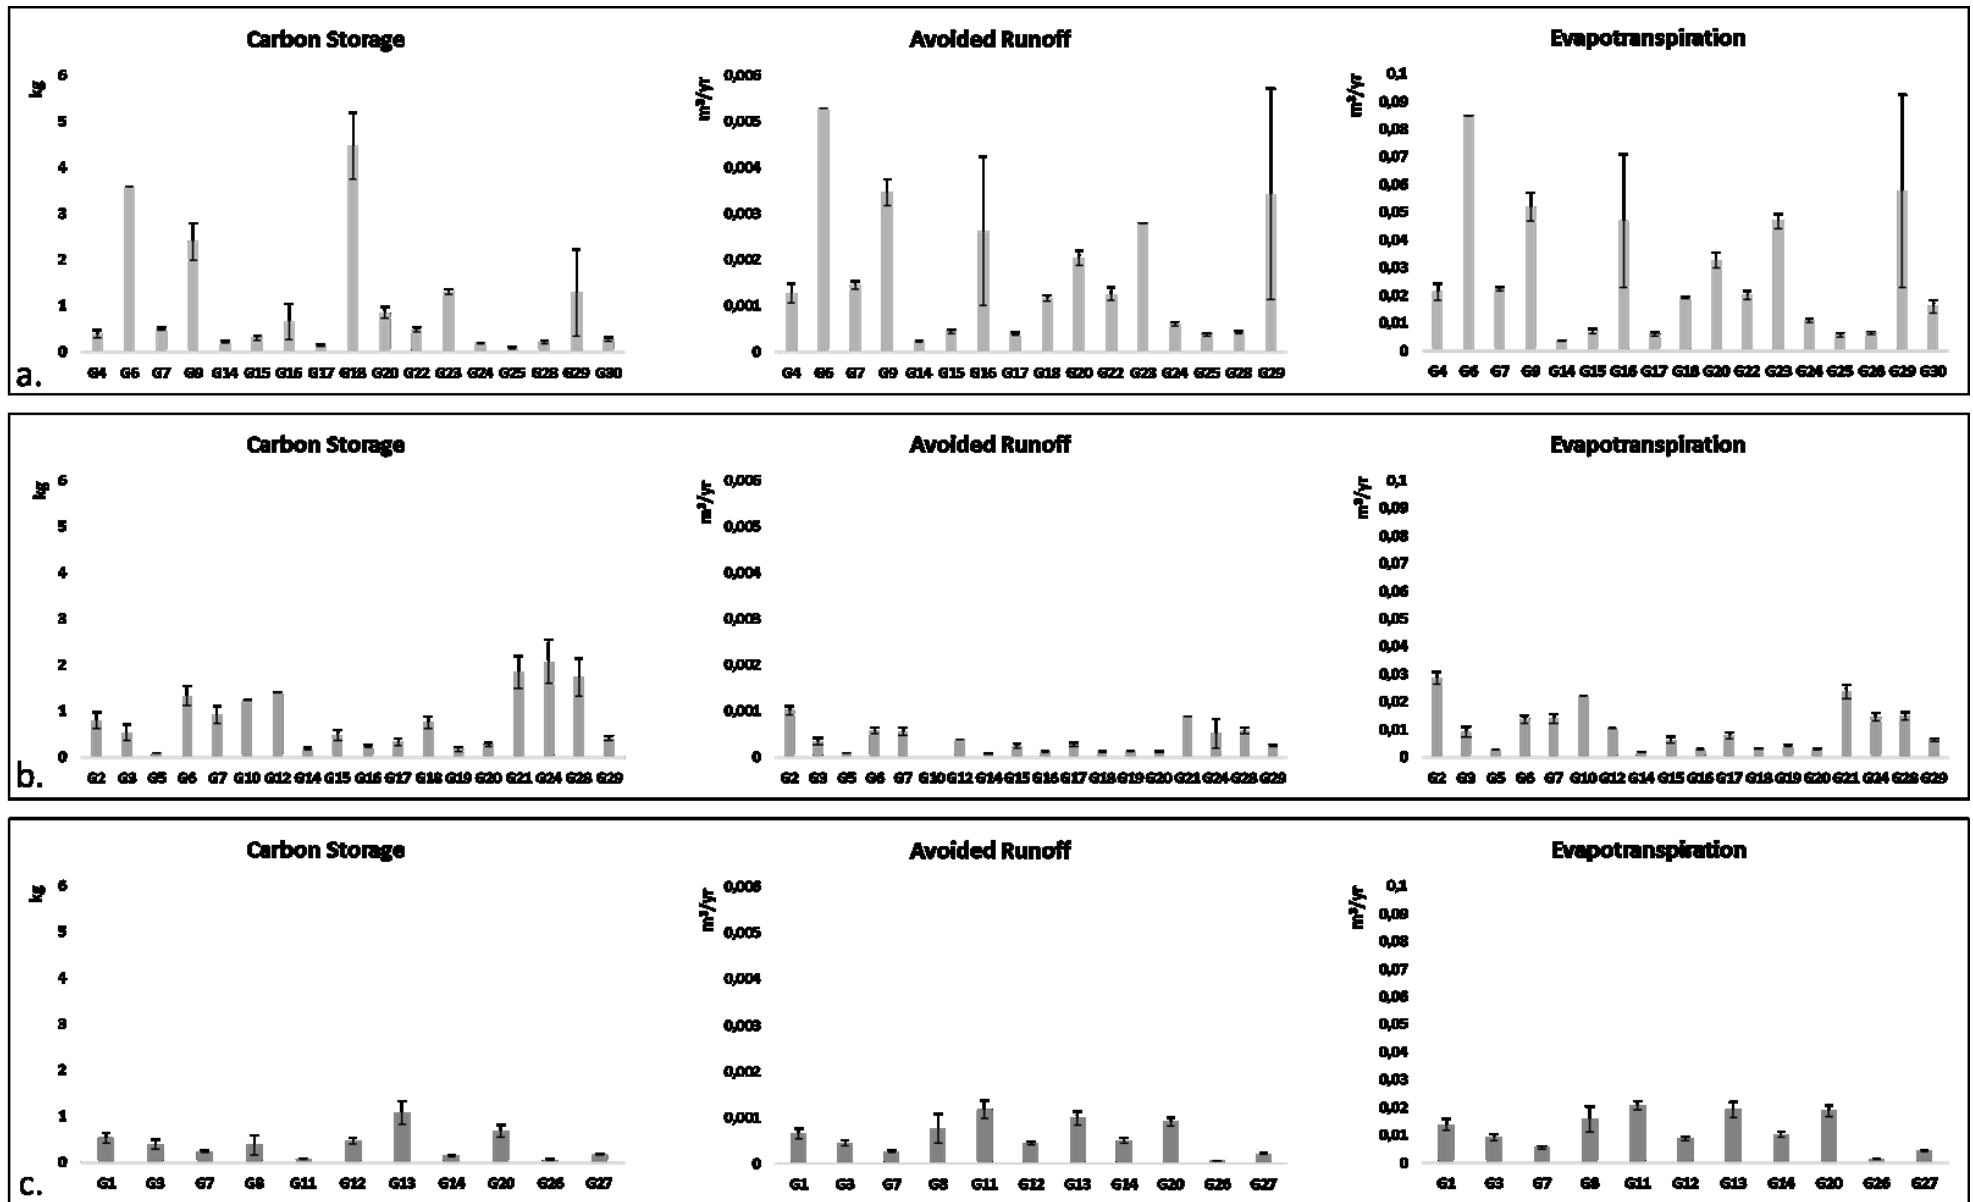 Carbon Storage
kg
6
5
4
3
2
1
0
G4 G6 G7 G9 G14 G15 G16 G17 G18 G20 G22 G23 G24 G25 G28 G29 G30
Avoided Runoff
m³/yr
0,006
0,005
0,004
0,003
0,002
0,001
0
G4 G6 G7 G9 G14 G15 G16 G17 G18 G20 G22 G23 G24 G25 G28 G29
Evapotranspiration
m³/yr
0,1
0,09
0,08
0,07
0,06
0,05
0,04
0,03
0,02
0,01
0
G4 G6 G7 G9 G14 G15 G16 G17 G18 G20 G22 G23 G24 G25 G28 G29 G30
a.
Carbon Storage
kg
6
5
4
3
2
1
0
G2 G3 G5 G6 G7 G10 G12 G14 G15 G16 G17 G18 G19 G20 G21 G24 G28 G29
Avoided Runoff
m³/yr
0,006
0,005
0,004
0,003
0,002
0,001
0
G2 G3 G5 G6 G7 G10 G12 G14 G15 G16 G17 G18 G19 G20 G21 G24 G28 G29
Evapotranspiration
m³/yr
0,1
0,09
0,08
0,07
0,06
0,05
0,04
0,03
0,02
0,01
0
G2 G3 G5 G6 G7 G10 G12 G14 G15 G16 G17 G18 G19 G20 G21 G24 G28 G29
b.
Carbon Storage
kg
6
5
4
3
2
1
0
G1 G3 G7 G8 G11 G12 G13 G14 G20 G26 G27
Avoided Runoff
m³/yr
0,006
0,005
0,004
0,003
0,002
0,001
0
G1 G3 G7 G8 G11 G12 G13 G14 G20 G26 G27
Evapotranspiration
m³/yr
0,1
0,09
0,08
0,07
0,06
0,05
0,04
0,03
0,02
0,01
0
G1 G3 G7 G8 G11 G12 G13 G14 G20 G26 G27
c.